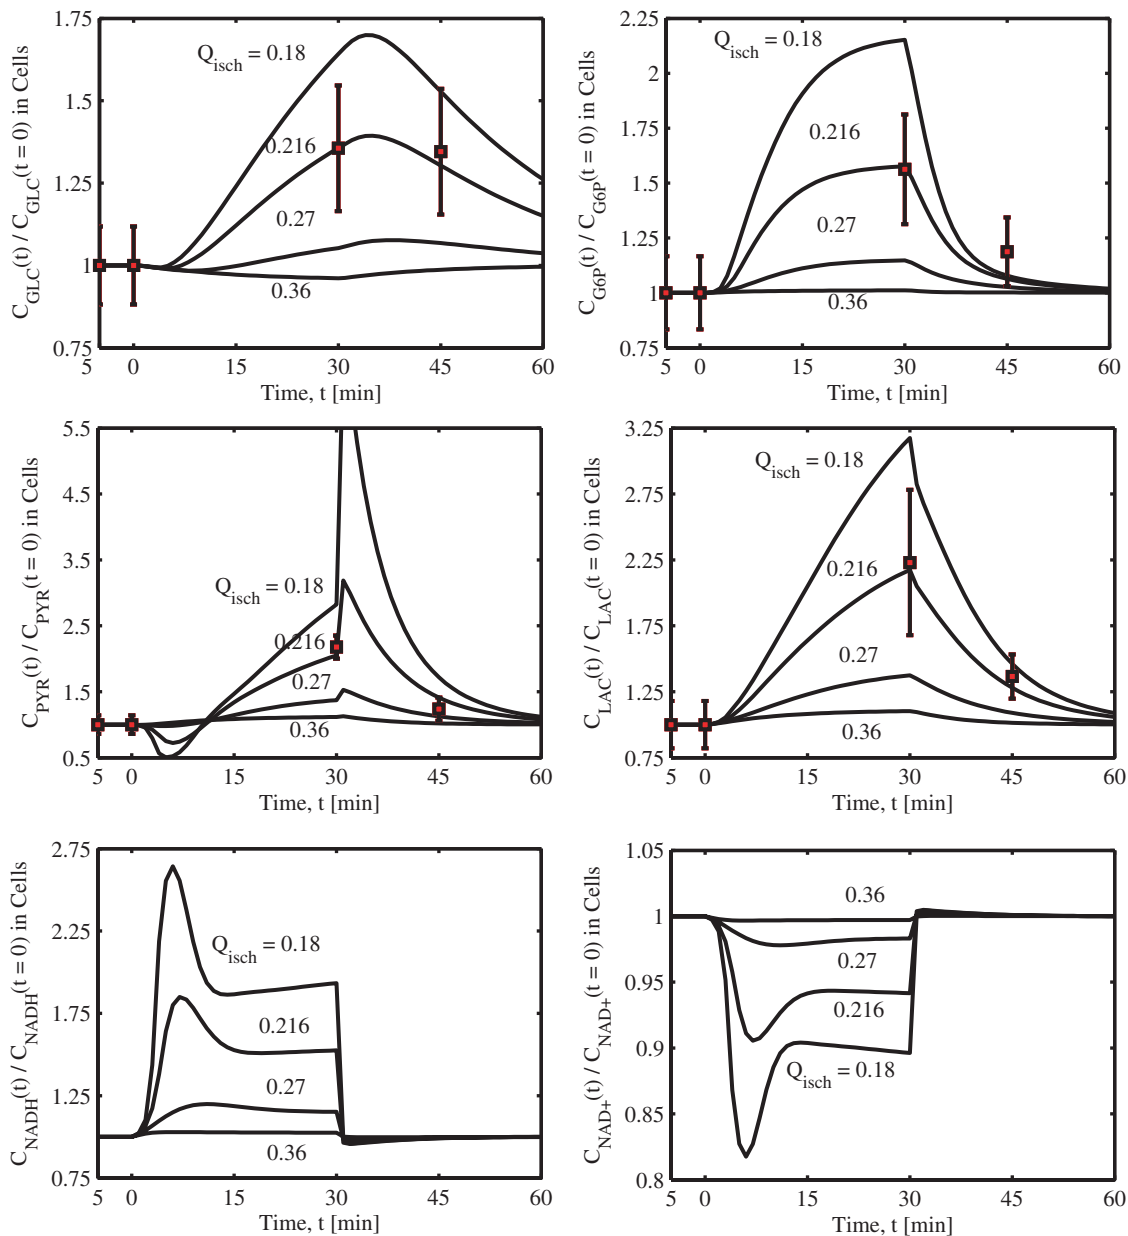 C_GLC(t) / C_GLC(t = 0) in Cells
1.75
1.5
1.25
1
0.75
Q_isch = 0.18
0.216
0.27
0.36
5 0 15 30 45 60
Time, t [min]
C_G6P(t) / C_G6P(t = 0) in Cells
2.25
2
1.75
1.5
1.25
1
0.75
Q_isch = 0.18
0.216
0.27
0.36
5 0 15 30 45 60
Time, t [min]
C_PYR(t) / C_PYR(t = 0) in Cells
5.5
4.5
3.5
2.5
1.5
0.5
Q_isch = 0.18
0.216
0.27
0.36
5 0 15 30 45 60
Time, t [min]
C_LAC(t) / C_LAC(t = 0) in Cells
3.25
2.75
2.25
1.75
1.25
0.75
Q_isch = 0.18
0.216
0.27
0.36
5 0 15 30 45 60
Time, t [min]
C_NADH(t) / C_NADH(t = 0) in Cells
2.75
2.25
1.75
1.25
0.75
Q_isch = 0.18
0.216
0.27
0.36
5 0 15 30 45 60
Time, t [min]
C_NAD+(t) / C_NAD+(t = 0) in Cells
1.05
1
0.95
0.9
0.85
0.8
0.36
0.27
0.216
Q_isch = 0.18
5 0 15 30 45 60
Time, t [min]